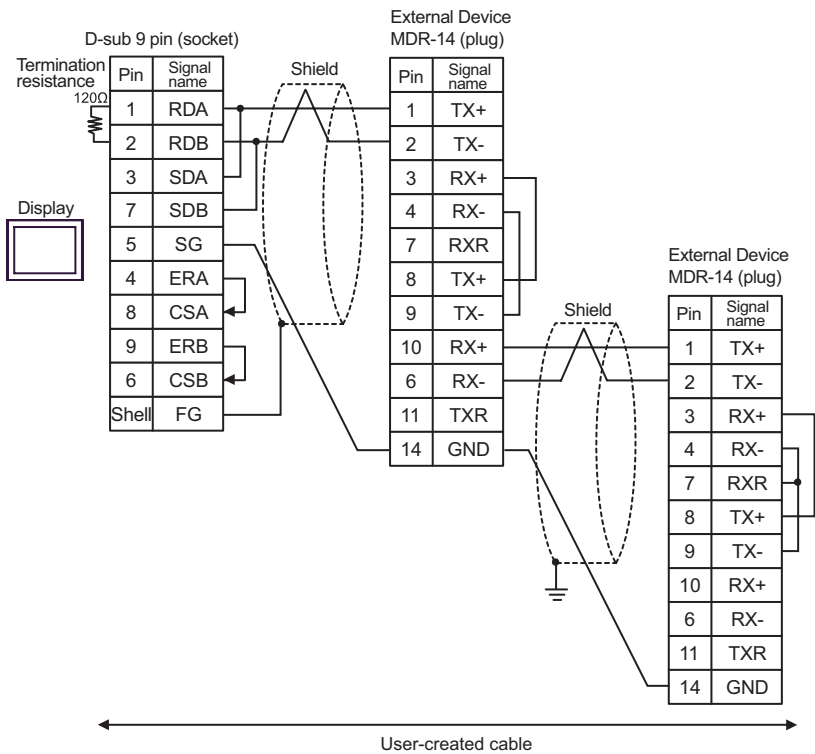 External Device
MDR-14 (plug)
D-sub 9 pin (socket)
Termination
resistance
120Ω
Pin Signal name
1 RDA
2 RDB
3 SDA
7 SDB
5 SG
4 ERA
8 CSA
9 ERB
6 CSB
Shell FG
Display
Shield
Pin Signal name
1 TX+
2 TX-
3 RX+
4 RX-
7 RXR
8 TX+
9 TX-
10 RX+
6 RX-
11 TXR
14 GND
Shield
External Device
MDR-14 (plug)
Pin Signal name
1 TX+
2 TX-
3 RX+
4 RX-
7 RXR
8 TX+
9 TX-
10 RX+
6 RX-
11 TXR
14 GND
User-created cable